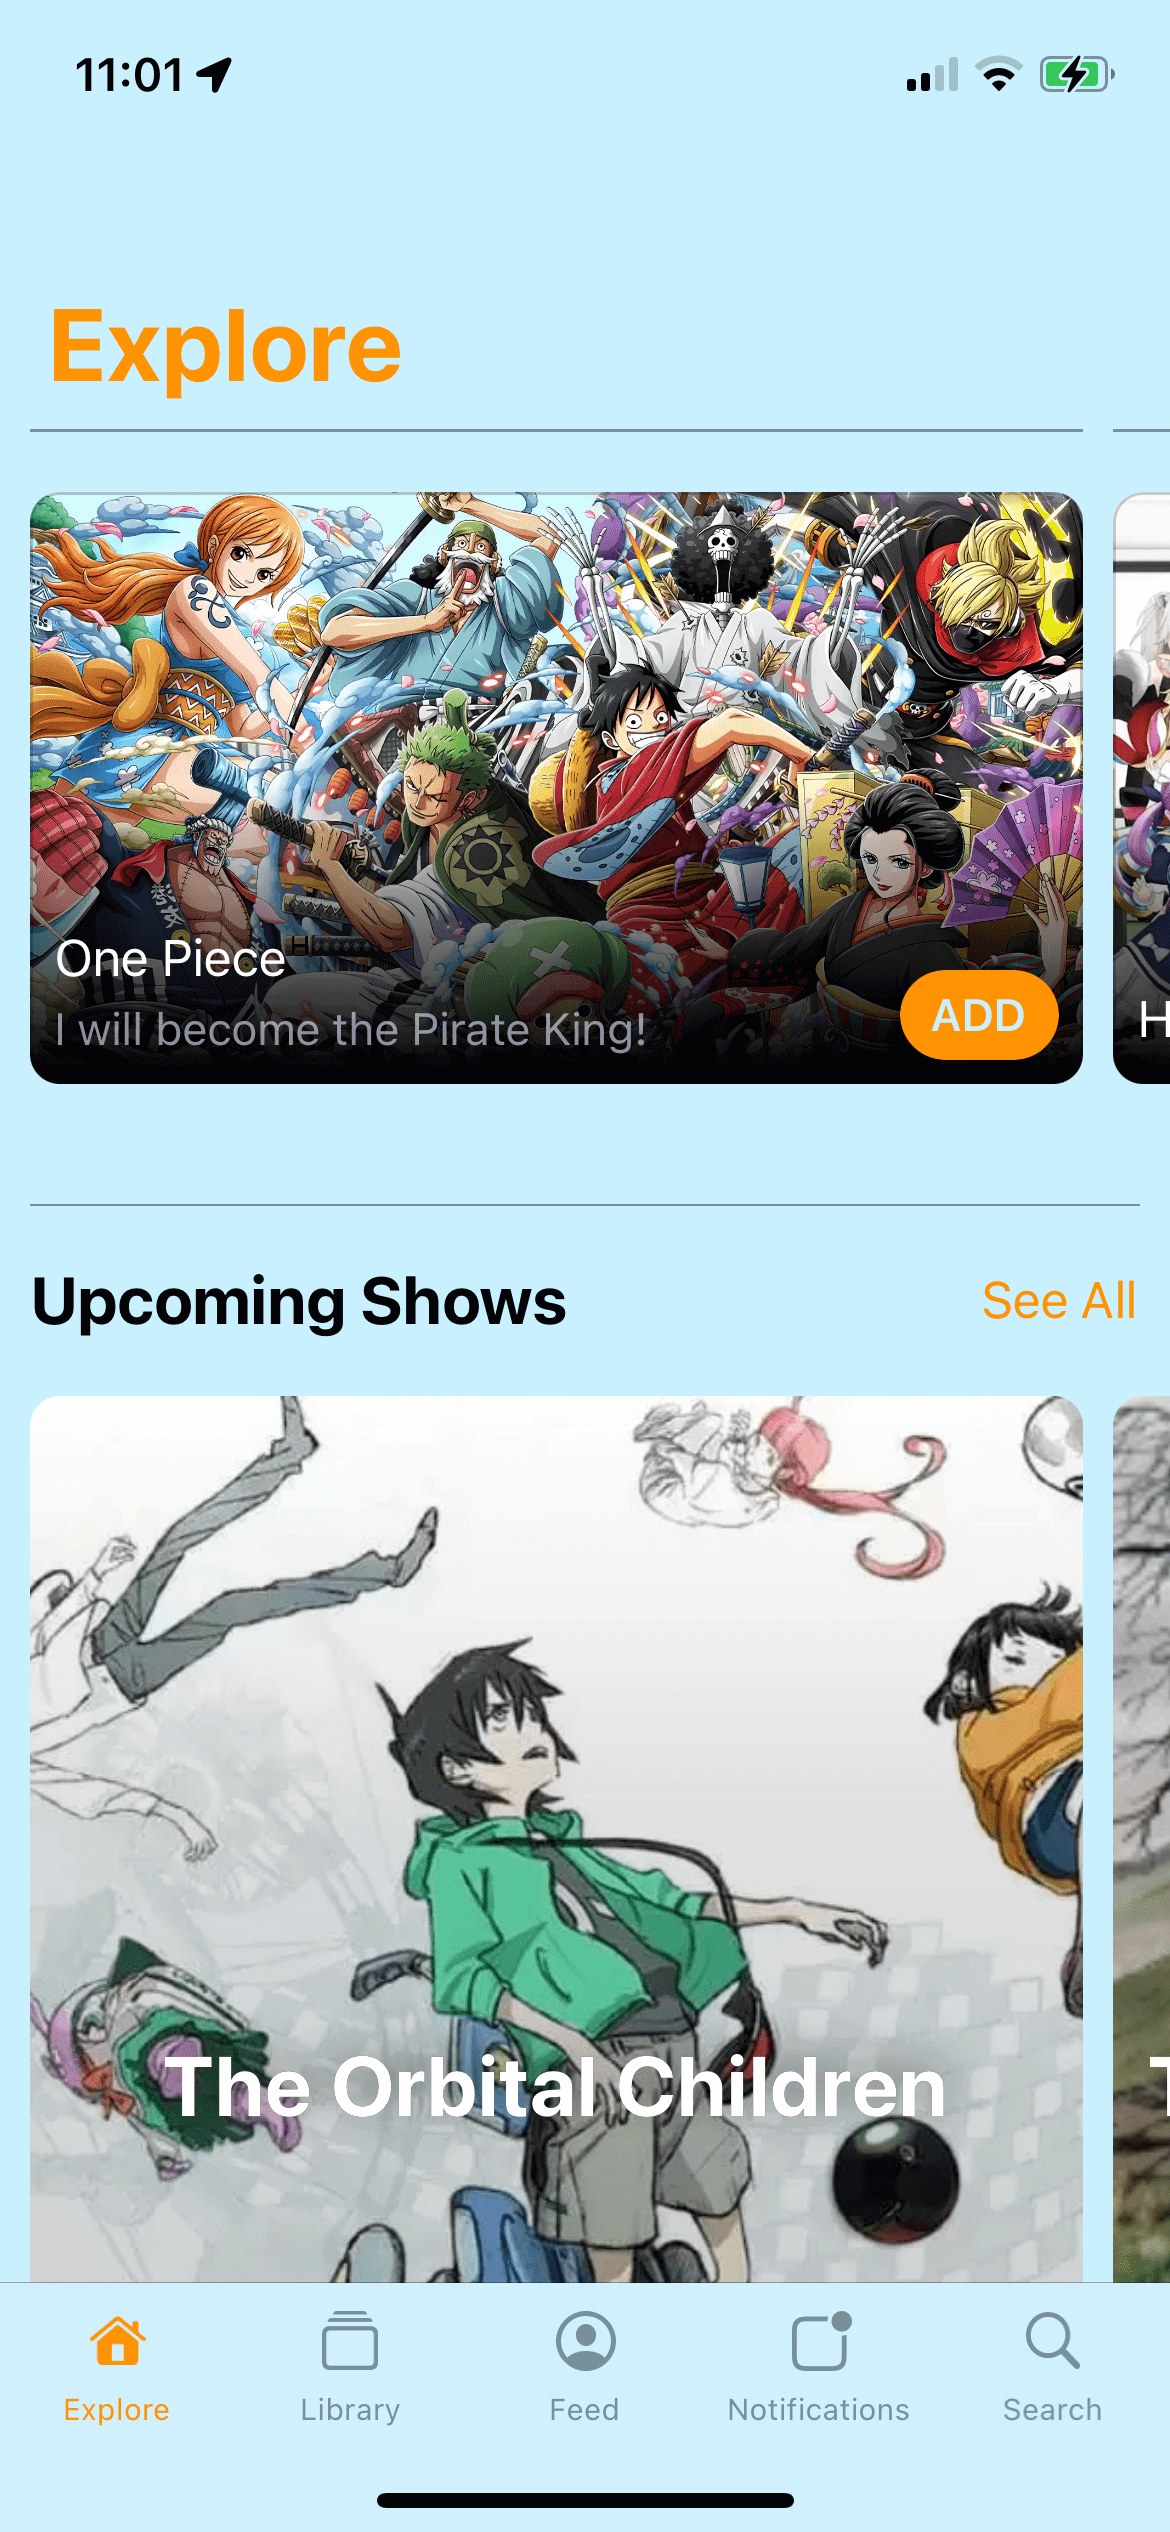 11:01
Explore
One Piece
I will become the Pirate King!
ADD
H
Upcoming Shows
See All
The Orbital Children
Explore
Library
Feed
Notifications
Search